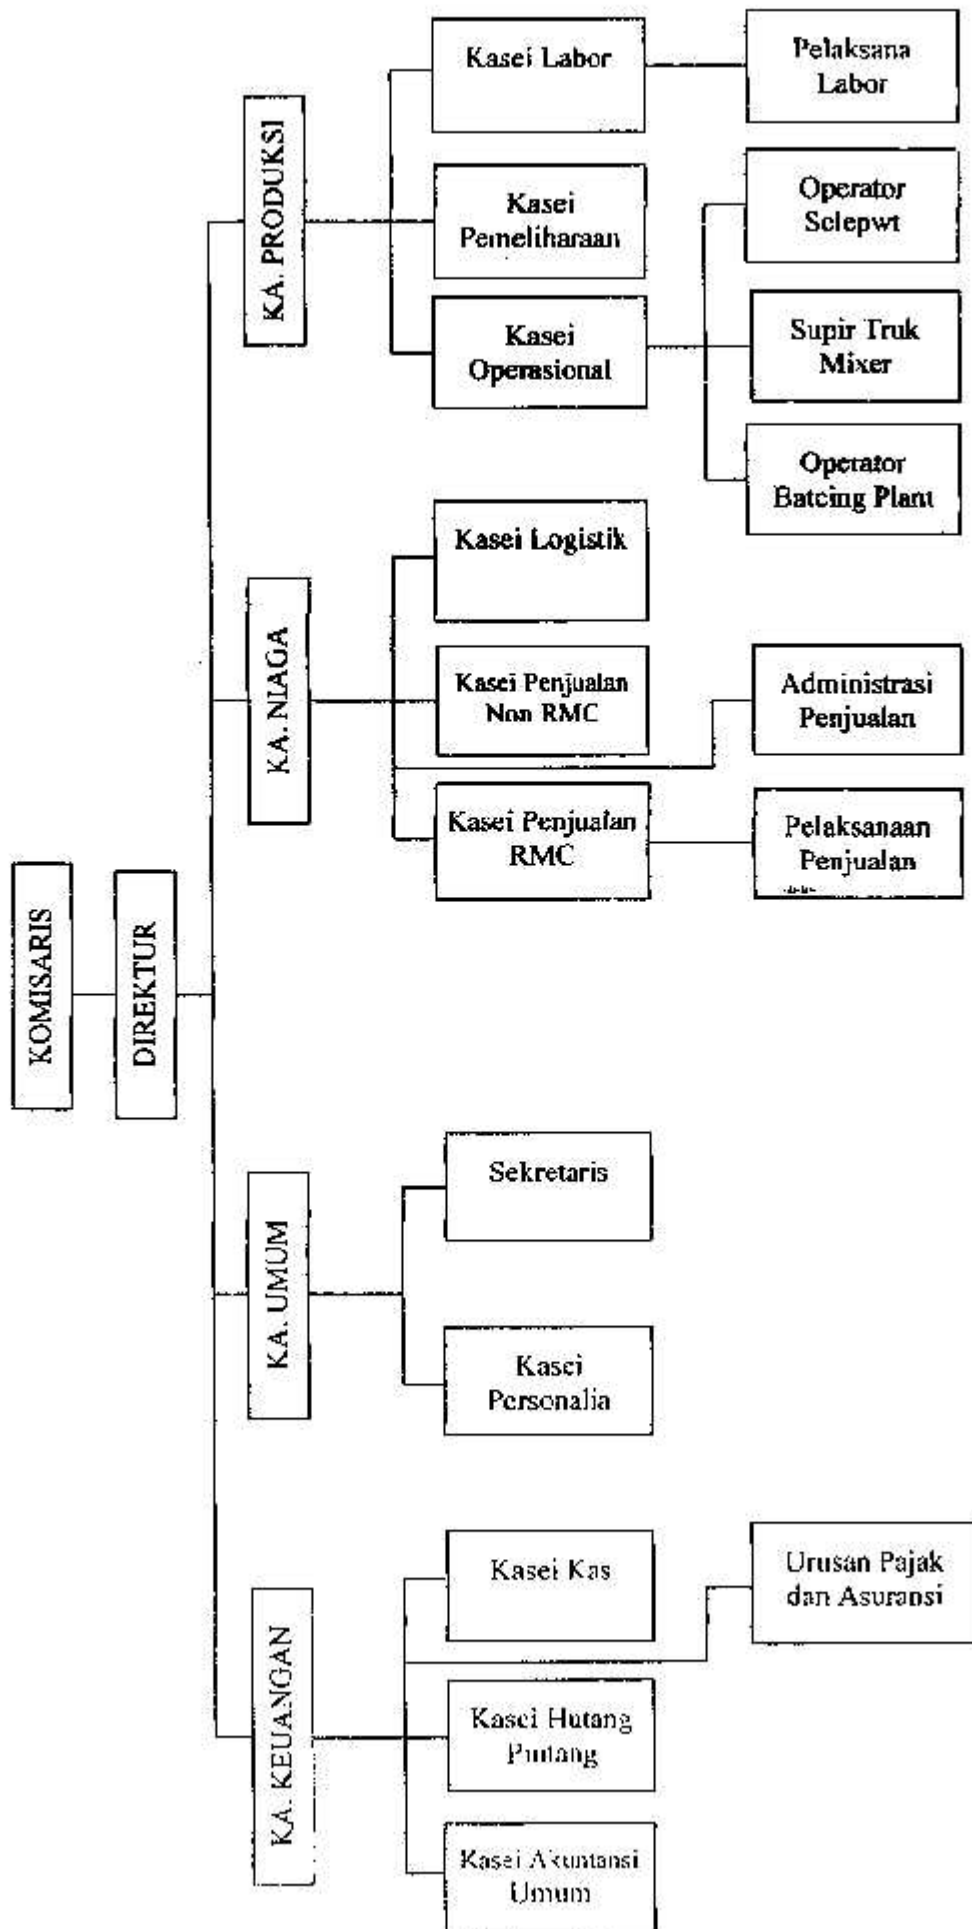 KOMISARIS
DIREKTUR
KA. PRODUKSI
Kasei Labor
Pelaksana
Labor
Kasei
Pemeliharaan
Kasei
Operasional
Operator
Sclepwt
Supir Truk
Mixer
Operator
Batcing Plant
KA. NIAGA
Kasei Logistik
Kasei Penjualan
Non RMC
Administrasi
Penjualan
Kasei Penjualan
RMC
Pelaksanaan
Penjualan
KA. UMUM
Sekretaris
Kasei
Personalia
KA. KEUANGAN
Kasei Kas
Urusan Pajak
dan Asuransi
Kasei Hutang
Piutang
Kasei Akuntansi
Umum